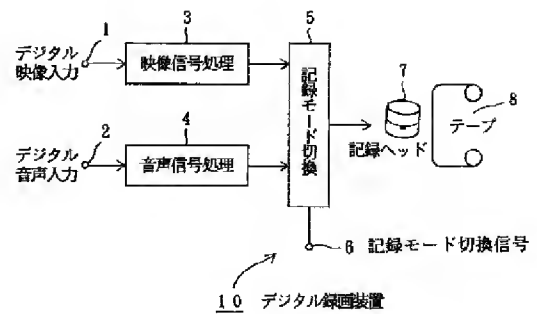 1
デジタル
映像入力
3
映像信号処理
2
デジタル
音声入力
4
音声信号処理
5
記録モード切換
7
記録ヘッド
8
テープ
6 記録モード切換信号
10 デジタル録画装置